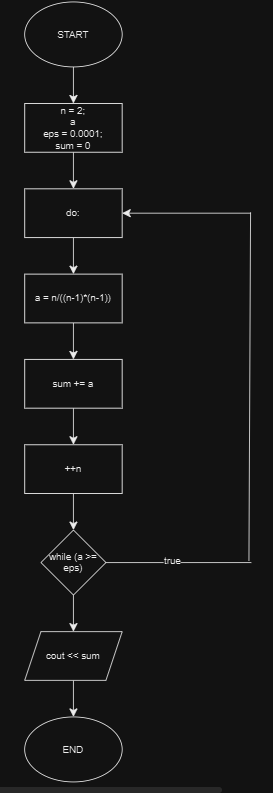 START
n = 2;
a
eps = 0.0001;
sum = 0
do:
a = n/((n-1)*(n-1))
sum += a
++n
while (a >=
eps)
true
cout << sum
END